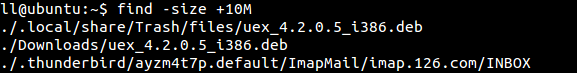 ll@ubuntu:~$ find -size +10M
./.local/share/Trash/files/uex_4.2.0.5_i386.deb
./Downloads/uex_4.2.0.5_i386.deb
./.thunderbird/ayzm4t7p.default/ImapMail/imap.126.com/INBOX